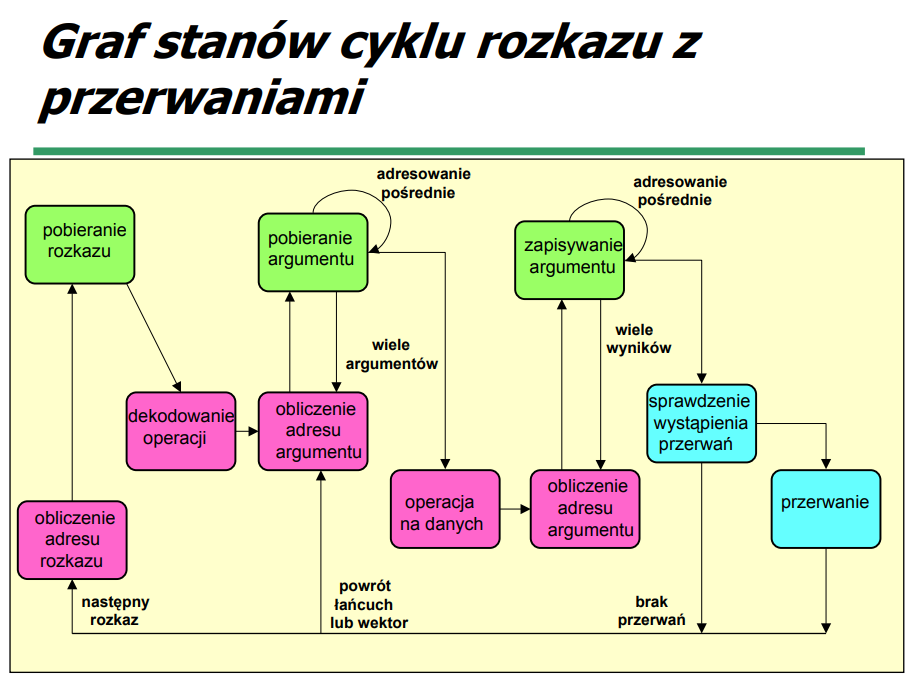 Graf stanów cyklu rozkazu z
przerwaniami
adresowanie
pośrednie
adresowanie
pośrednie
pobieranie
rozkazu
pobieranie
argumentu
zapisywanie
argumentu
wiele
argumentów
wiele
wyników
dekodowanie
operacji
obliczenie
adresu
argumentu
sprawdzenie
wystąpienia
przerwań
obliczenie
adresu
rozkazu
operacja
na danych
obliczenie
adresu
argumentu
przerwanie
następny
rozkaz
powrót
łańcuch
lub wektor
brak
przerwań